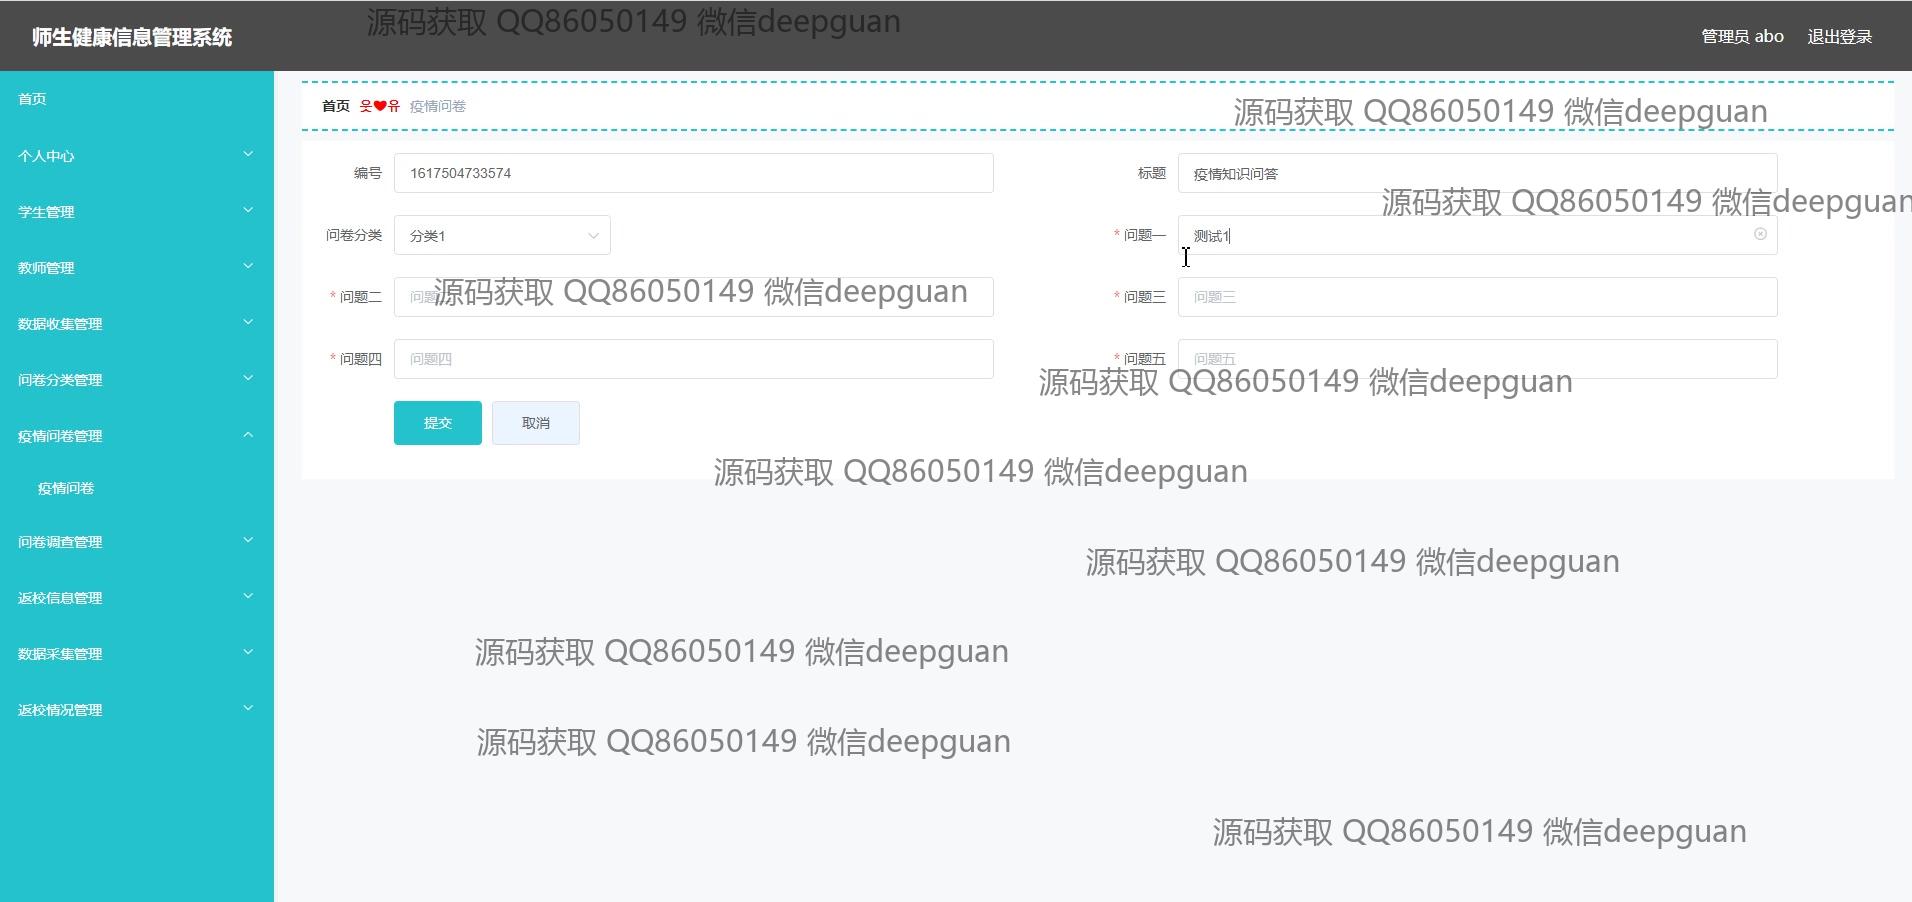 师生健康信息管理系统
源码获取 QQ86050149 微信deepguan
管理员 abo 退出登录
首页
个人中心
学生管理
教师管理
数据收集管理
问卷分类管理
疫情问卷管理
疫情问卷
问卷调查管理
返校信息管理
数据采集管理
返校情况管理
首页 웃❤유 疫情问卷
源码获取 QQ86050149 微信deepguan
编号 1617504733574
标题 疫情知识问答
源码获取 QQ86050149 微信deepguan
问卷分类 分类1
* 问题一 测试1
* 问题二 问题
源码获取 QQ86050149 微信deepguan
* 问题三 问题三
* 问题四 问题四
* 问题五 问题五
源码获取 QQ86050149 微信deepguan
提交 取消
源码获取 QQ86050149 微信deepguan
源码获取 QQ86050149 微信deepguan
源码获取 QQ86050149 微信deepguan
源码获取 QQ86050149 微信deepguan
源码获取 QQ86050149 微信deepguan